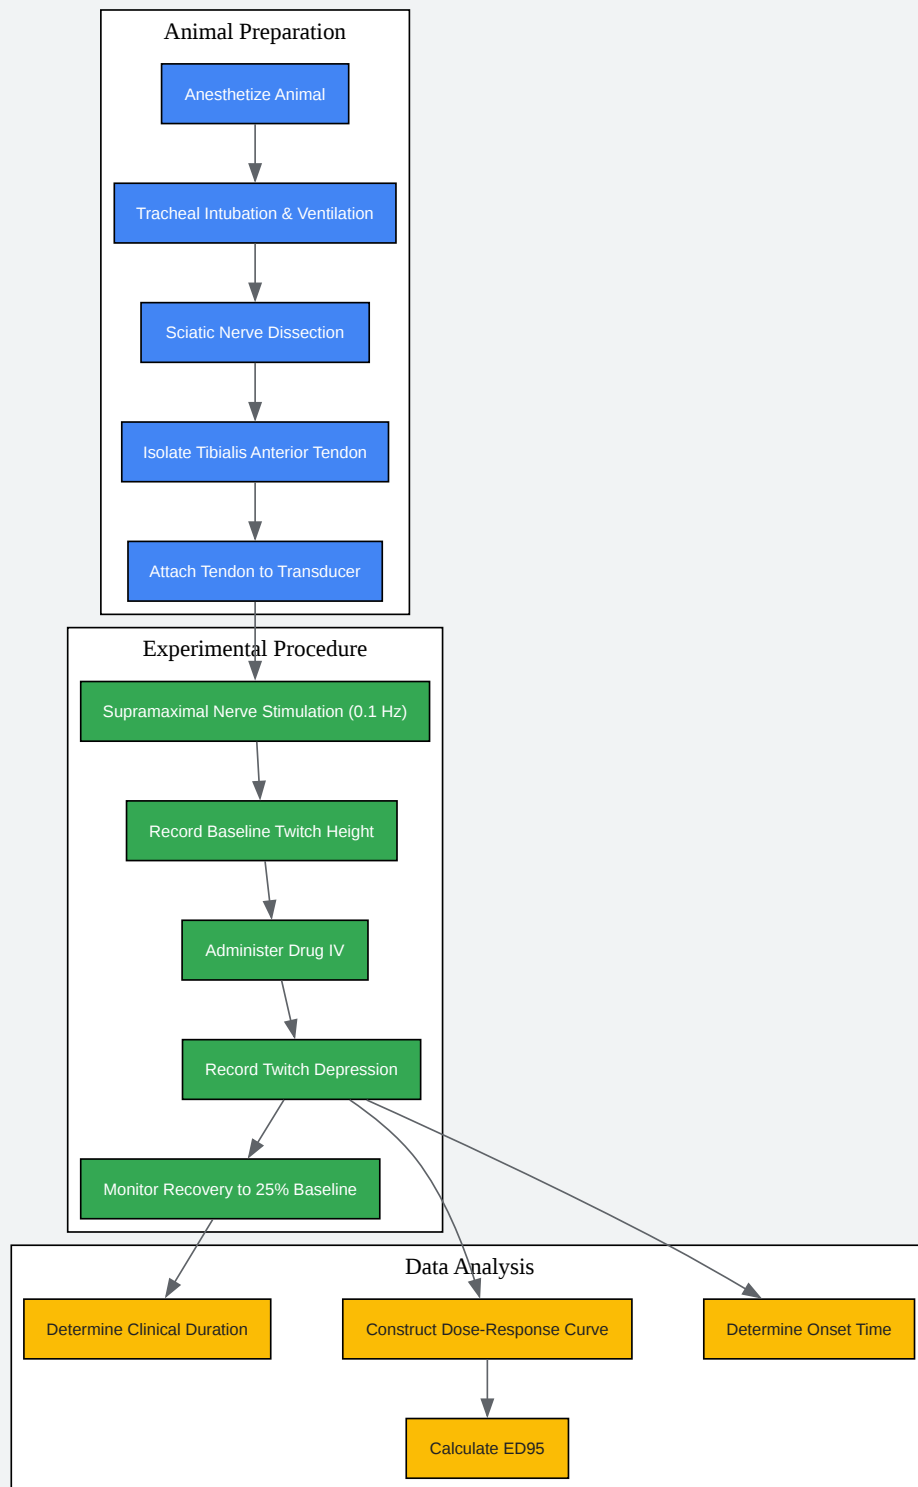 Animal Preparation
Anesthetize Animal
Tracheal Intubation & Ventilation
Sciatic Nerve Dissection
Isolate Tibialis Anterior Tendon
Attach Tendon to Transducer
Experimental Procedure
Supramaximal Nerve Stimulation (0.1 Hz)
Record Baseline Twitch Height
Administer Drug IV
Record Twitch Depression
Monitor Recovery to 25% Baseline
Data Analysis
Determine Clinical Duration
Construct Dose-Response Curve
Determine Onset Time
Calculate ED95